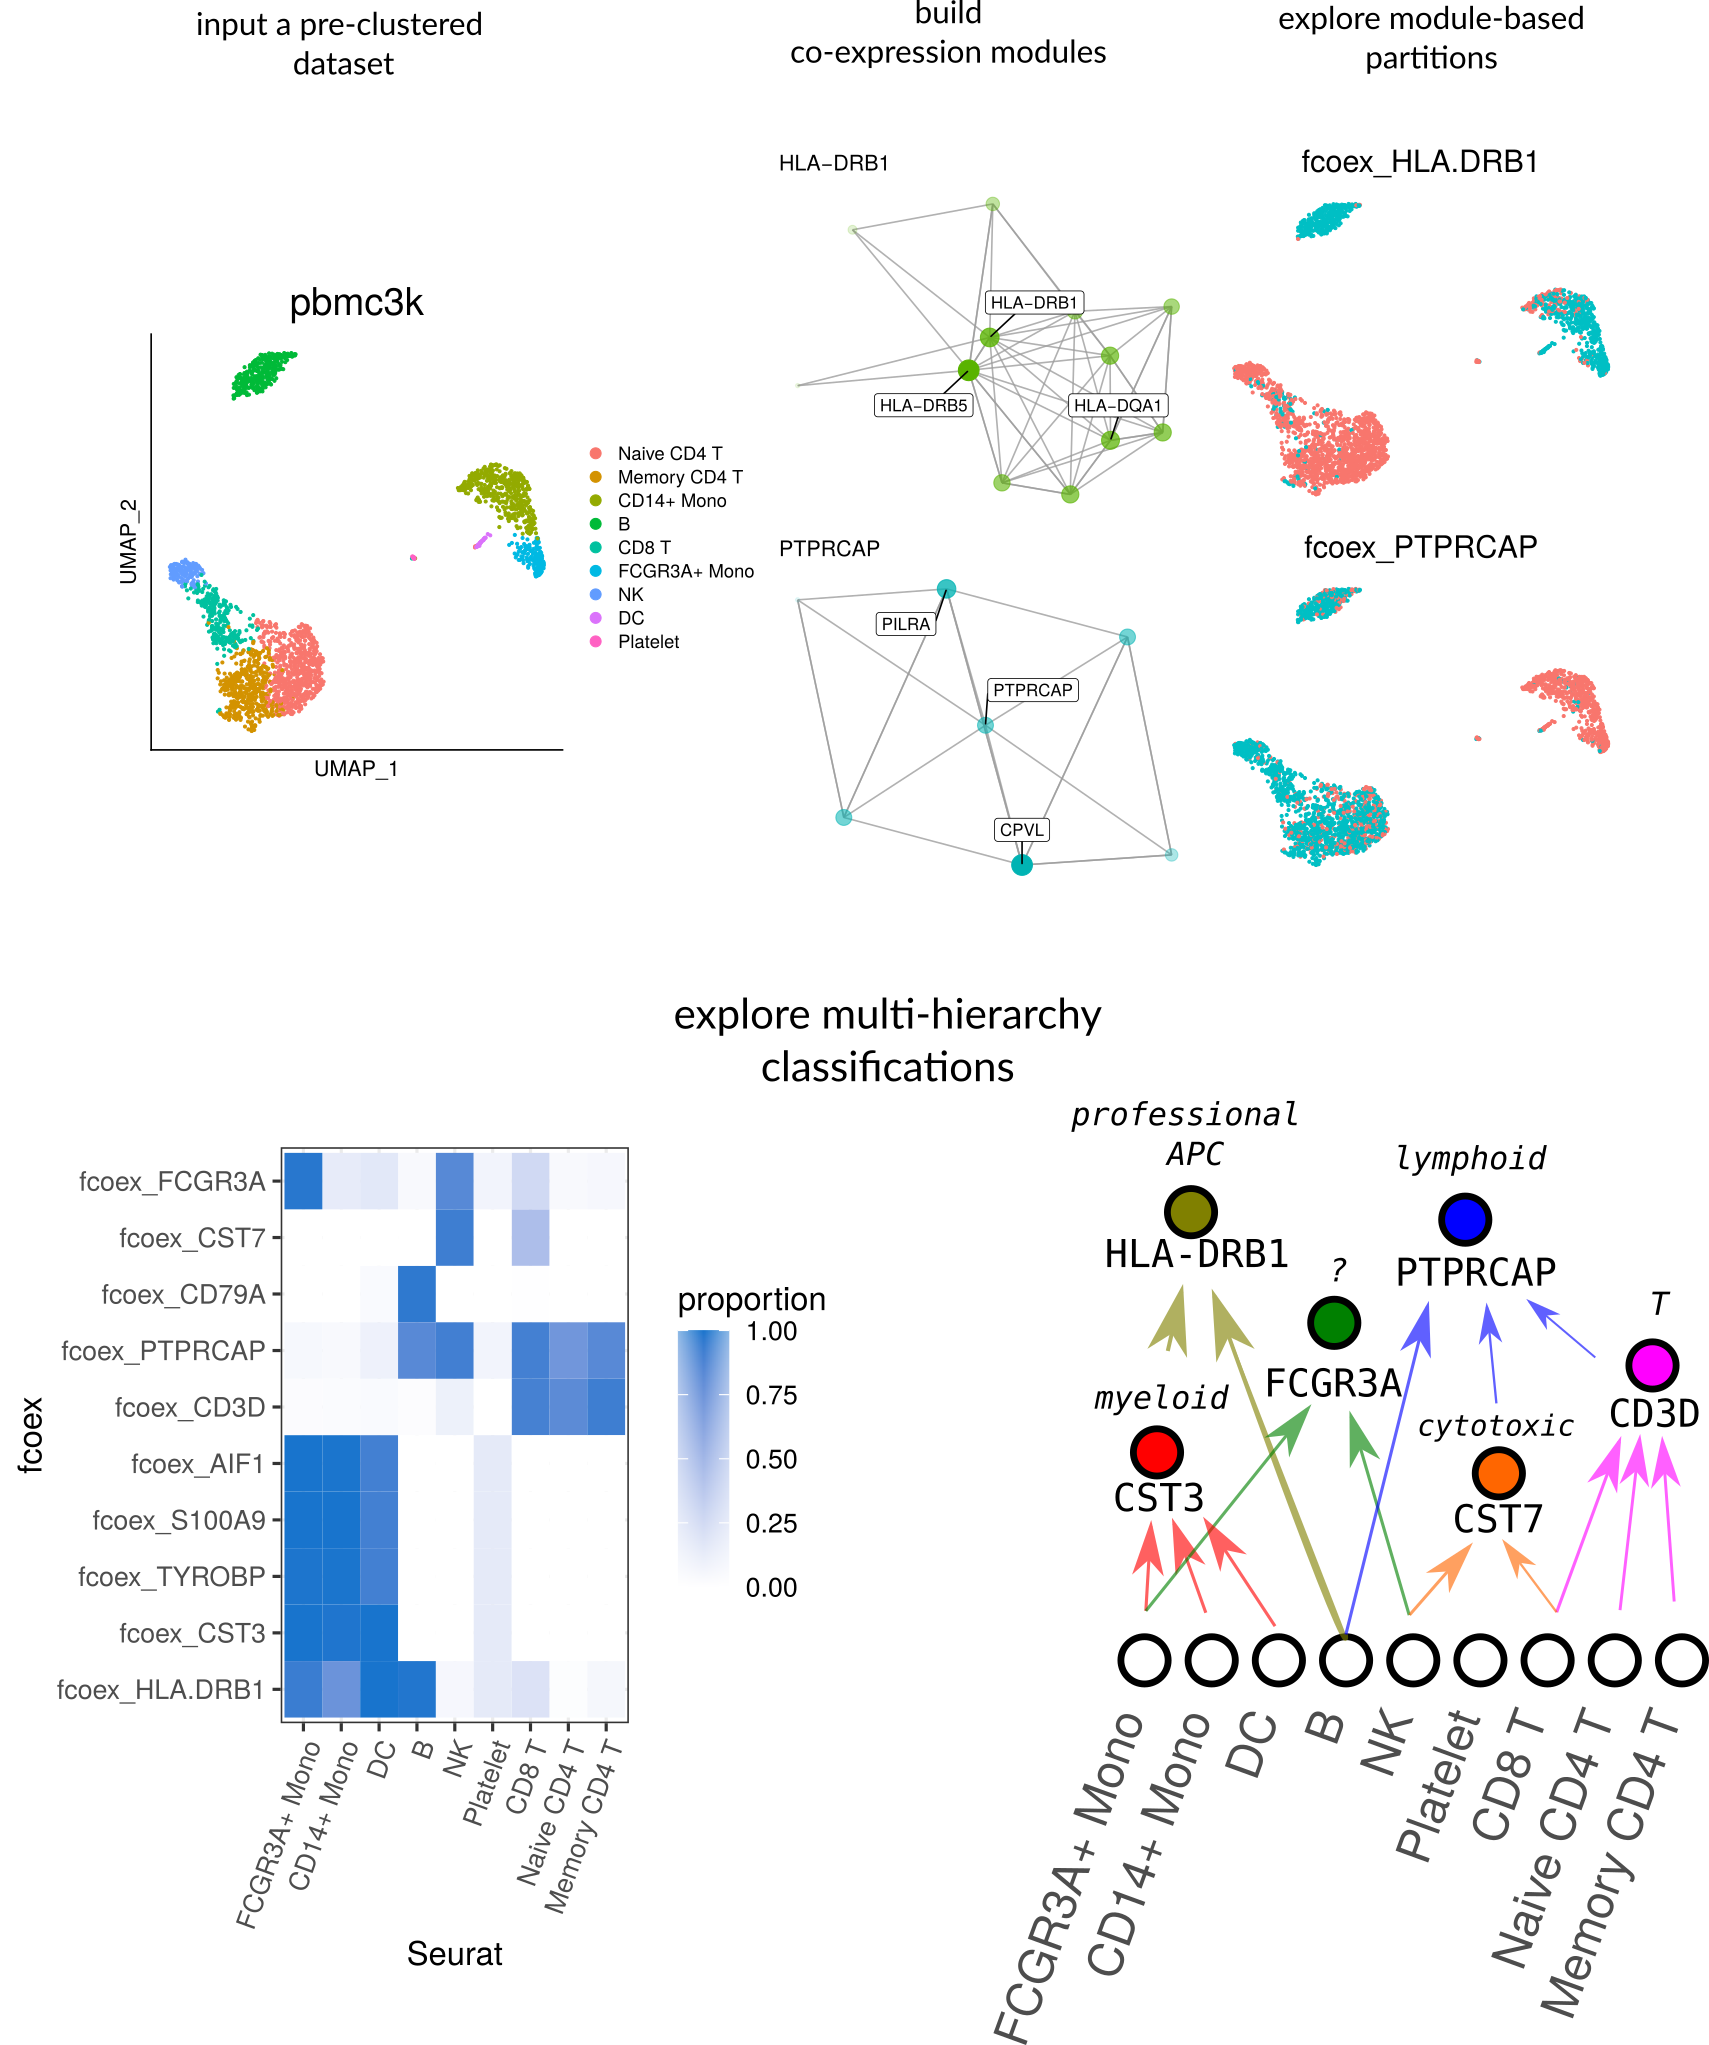 input a pre-clustered
dataset
build
co-expression modules
explore module-based
partitions
pbmc3k
UMAP_2
UMAP_1
Naive CD4 T
Memory CD4 T
CD14+ Mono
B
CD8 T
FCGR3A+ Mono
NK
DC
Platelet
HLA−DRB1
HLA−DRB1
HLA−DRB5
HLA−DQA1
PTPRCAP
PILRA
PTPRCAP
CPVL
fcoex_HLA.DRB1
fcoex_PTPRCAP
explore multi-hierarchy
classifications
fcoex
fcoex_FCGR3A
fcoex_CST7
fcoex_CD79A
fcoex_PTPRCAP
fcoex_CD3D
fcoex_AIF1
fcoex_S100A9
fcoex_TYROBP
fcoex_CST3
fcoex_HLA.DRB1
FCGR3A+ Mono
CD14+ Mono
DC
B
NK
Platelet
CD8 T
Naive CD4 T
Memory CD4 T
Seurat
proportion
1.00
0.75
0.50
0.25
0.00
professional
APC
HLA-DRB1
lymphoid
PTPRCAP
?
FCGR3A
T
CD3D
myeloid
CST3
cytotoxic
CST7
FCGR3A+ Mono
CD14+ Mono
DC
B
NK
Platelet
CD8 T
Naive CD4 T
Memory CD4 T